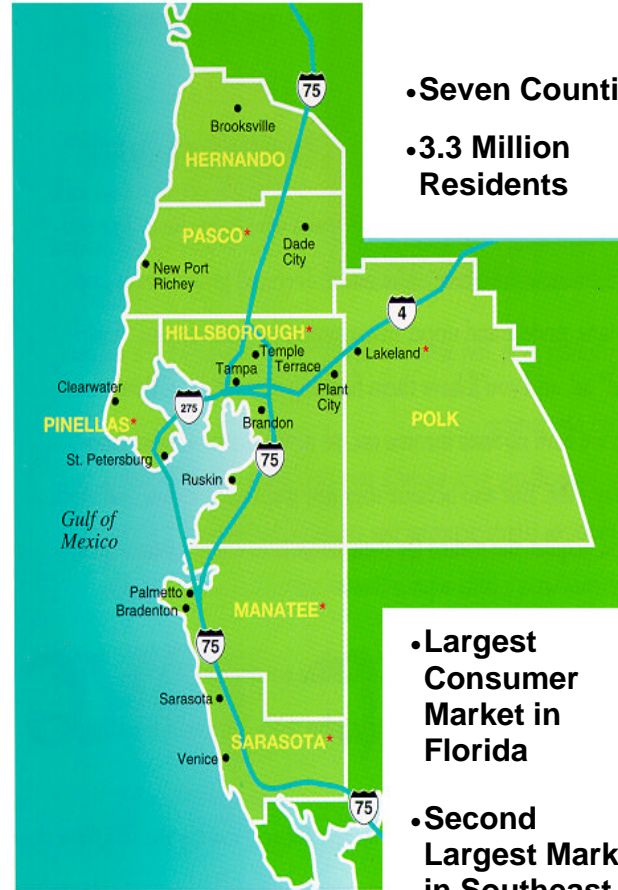 75
Brooksville
HERNANDO
•Seven Counti
•3.3 Million
Residents
PASCO*
Dade
City
New Port
Richey
4
HILLSBOROUGH*
Temple
Terrace
Lakeland*
Tampa
Plant
City
Clearwater
275
Brandon
PINELLAS*
POLK
St. Petersburg
75
Ruskin
Gulf of
Mexico
Palmetto
Bradenton
MANATEE*
75
•Largest
Consumer
Market in
Florida
Sarasota
SARASOTA*
Venice
75
•Second
Largest Mark
in Southeast